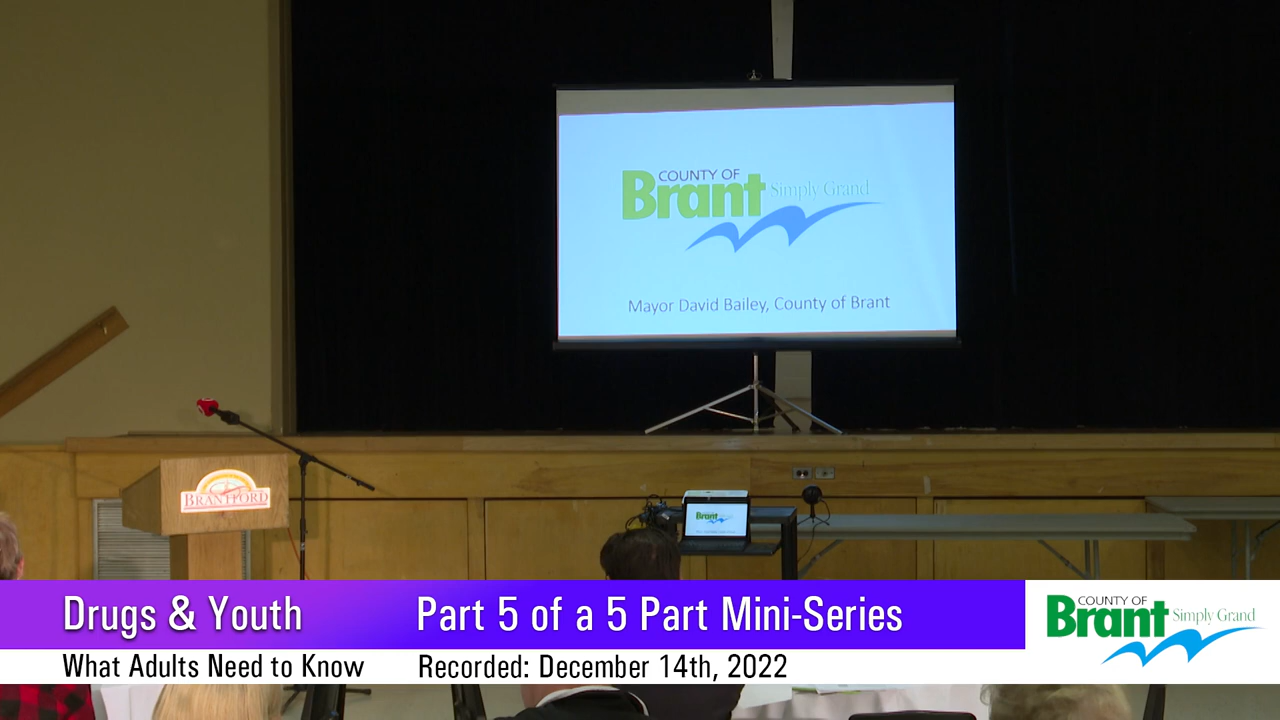 COUNTY OF
Brant Simply Grand
Mayor David Bailey, County of Brant
BRANTFORD
Brant
Drugs & Youth
Part 5 of a 5 Part Mini-Series
What Adults Need to Know
Recorded: December 14th, 2022
COUNTY OF
Brant Simply Grand